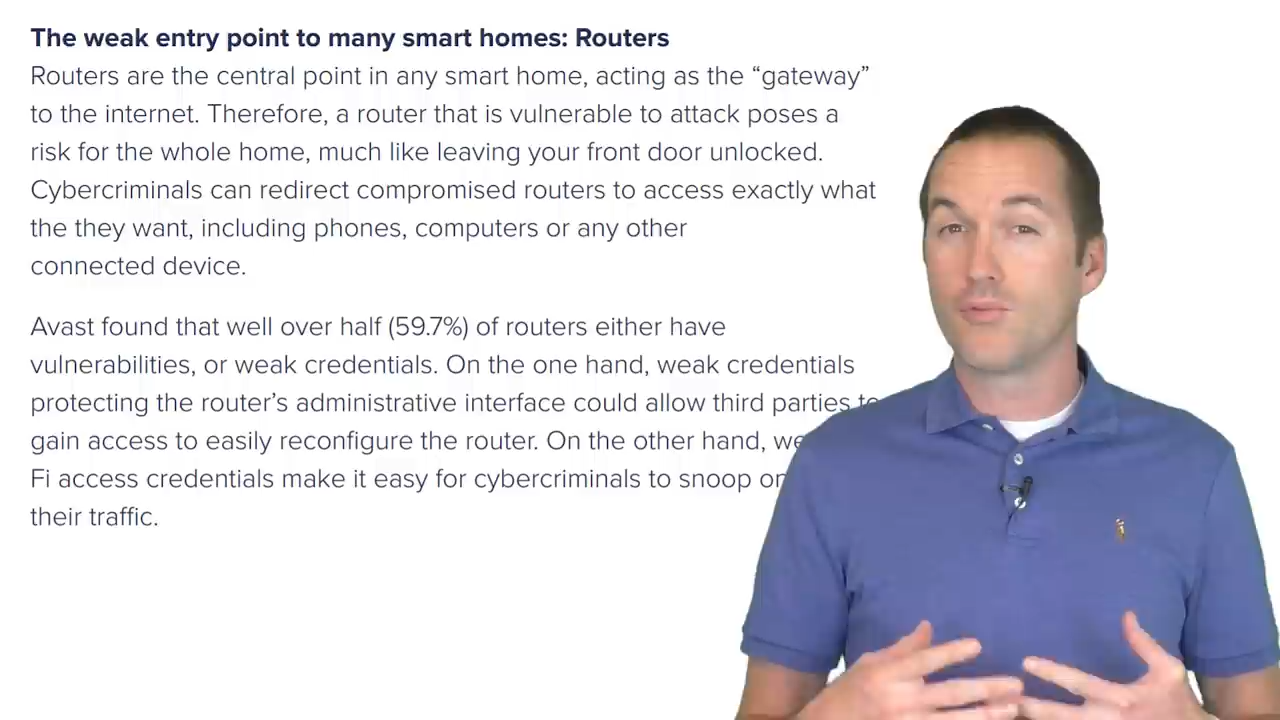 The weak entry point to many smart homes: Routers
Routers are the central point in any smart home, acting as the “gateway”
to the internet. Therefore, a router that is vulnerable to attack poses a
risk for the whole home, much like leaving your front door unlocked.
Cybercriminals can redirect compromised routers to access exactly what
the they want, including phones, computers or any other
connected device.
Avast found that well over half (59.7%) of routers either have
vulnerabilities, or weak credentials. On the one hand, weak credentials
protecting the router’s administrative interface could allow third parties to
gain access to easily reconfigure the router. On the other hand,
Fi access credentials make it easy for cybercriminals to snoop
their traffic.